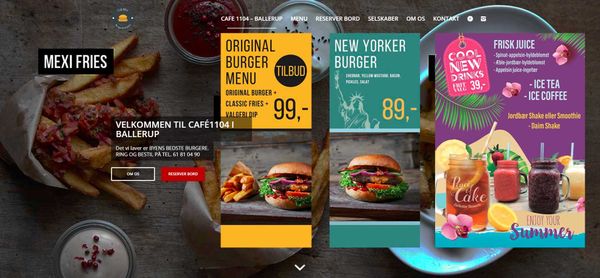 CAFE 1104 – BALLERUP
MENU
RESERVER BORD
SELSKABER
OM OS
KONTAKT
MEXI FRIES
VELKOMMEN TIL CAFÉ1104 I
BALLERUP
Det vi laver er BYENS BEDSTE BURGERE.
RING OG BESTIL PÅ TEL. 61 81 04 90
OM OS
RESERVER BORD
ORIGINAL
BURGER
MENU
TILBUD
ORIGINAL BURGER +
CLASSIC FRIES +
VALGFRI DIP
99,-
NEW YORKER
BURGER
CHEDDAR, YELLOW MUSTARD, BACON,
PICKLES, SALAT
89,-
COOL
NEW
DRINKS
39,-
FRISK JUICE
- Spinat-appelsin-hyldeblomst
- Æble-jordbær-hyldeblomst
- Appelsin juice-ingefær
- ICE TEA
- ICE COFFEE
Jordbær Shake eller Smoothie
- Daim Shake
ENJOY YOUR
Summer